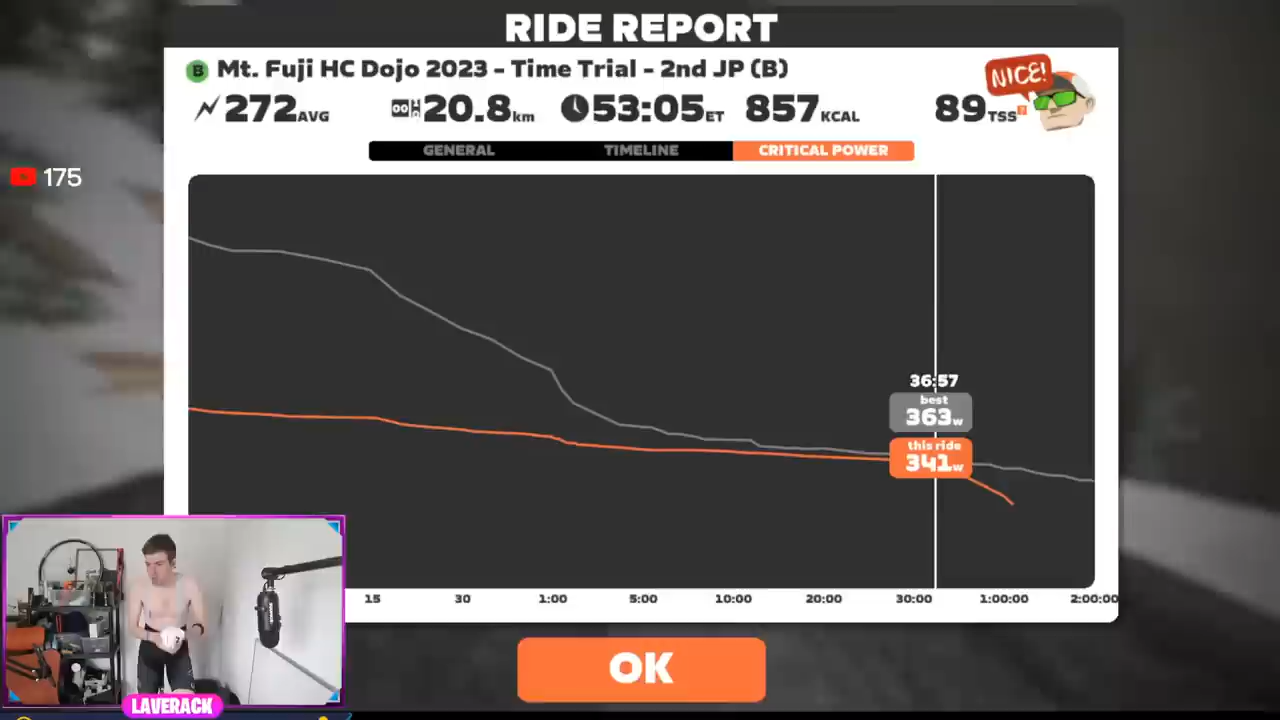 RIDE REPORT
B Mt. Fuji HC Dojo 2023 - Time Trial - 2nd JP (B)
NICE!
272AVG 20.8km 53:05ET 857KCAL 89TSS
GENERAL TIMELINE CRITICAL POWER
175
36:57
best
363w
this ride
341w
15 30 1:00 5:00 10:00 20:00 30:00 1:00:00 2:00:00
OK
LAVERACK